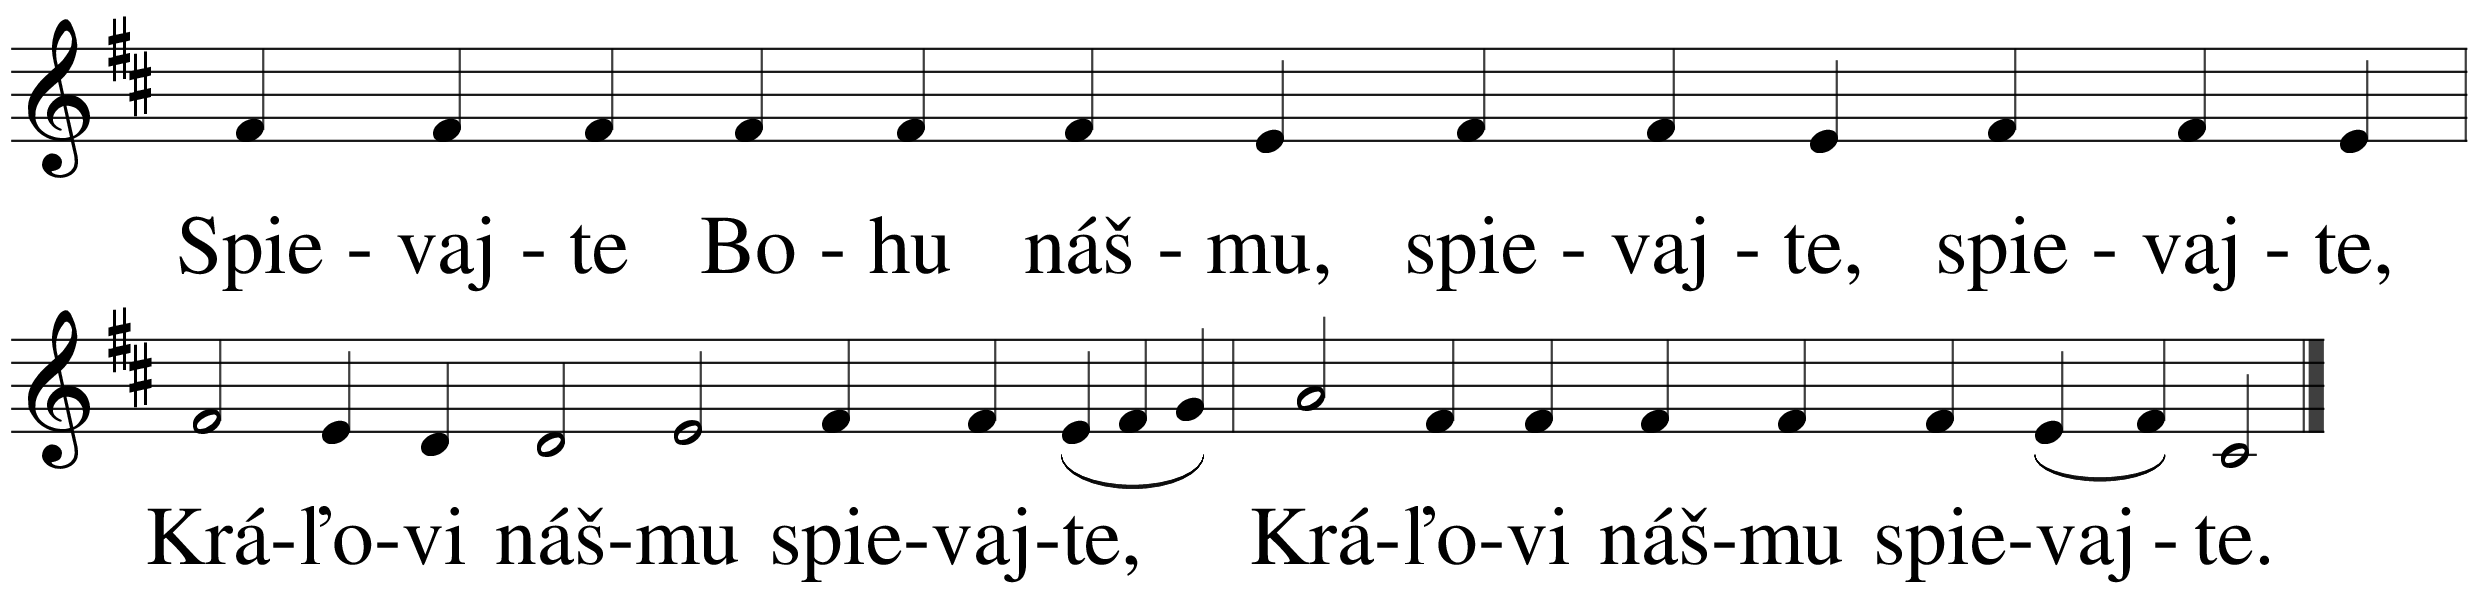 Spie - vaj - te Bo - hu náš - mu, spie - vaj - te, spie - vaj - te,
Krá-ľo-vi náš-mu spie-vaj-te, Krá-ľo-vi náš-mu spie-vaj - te.